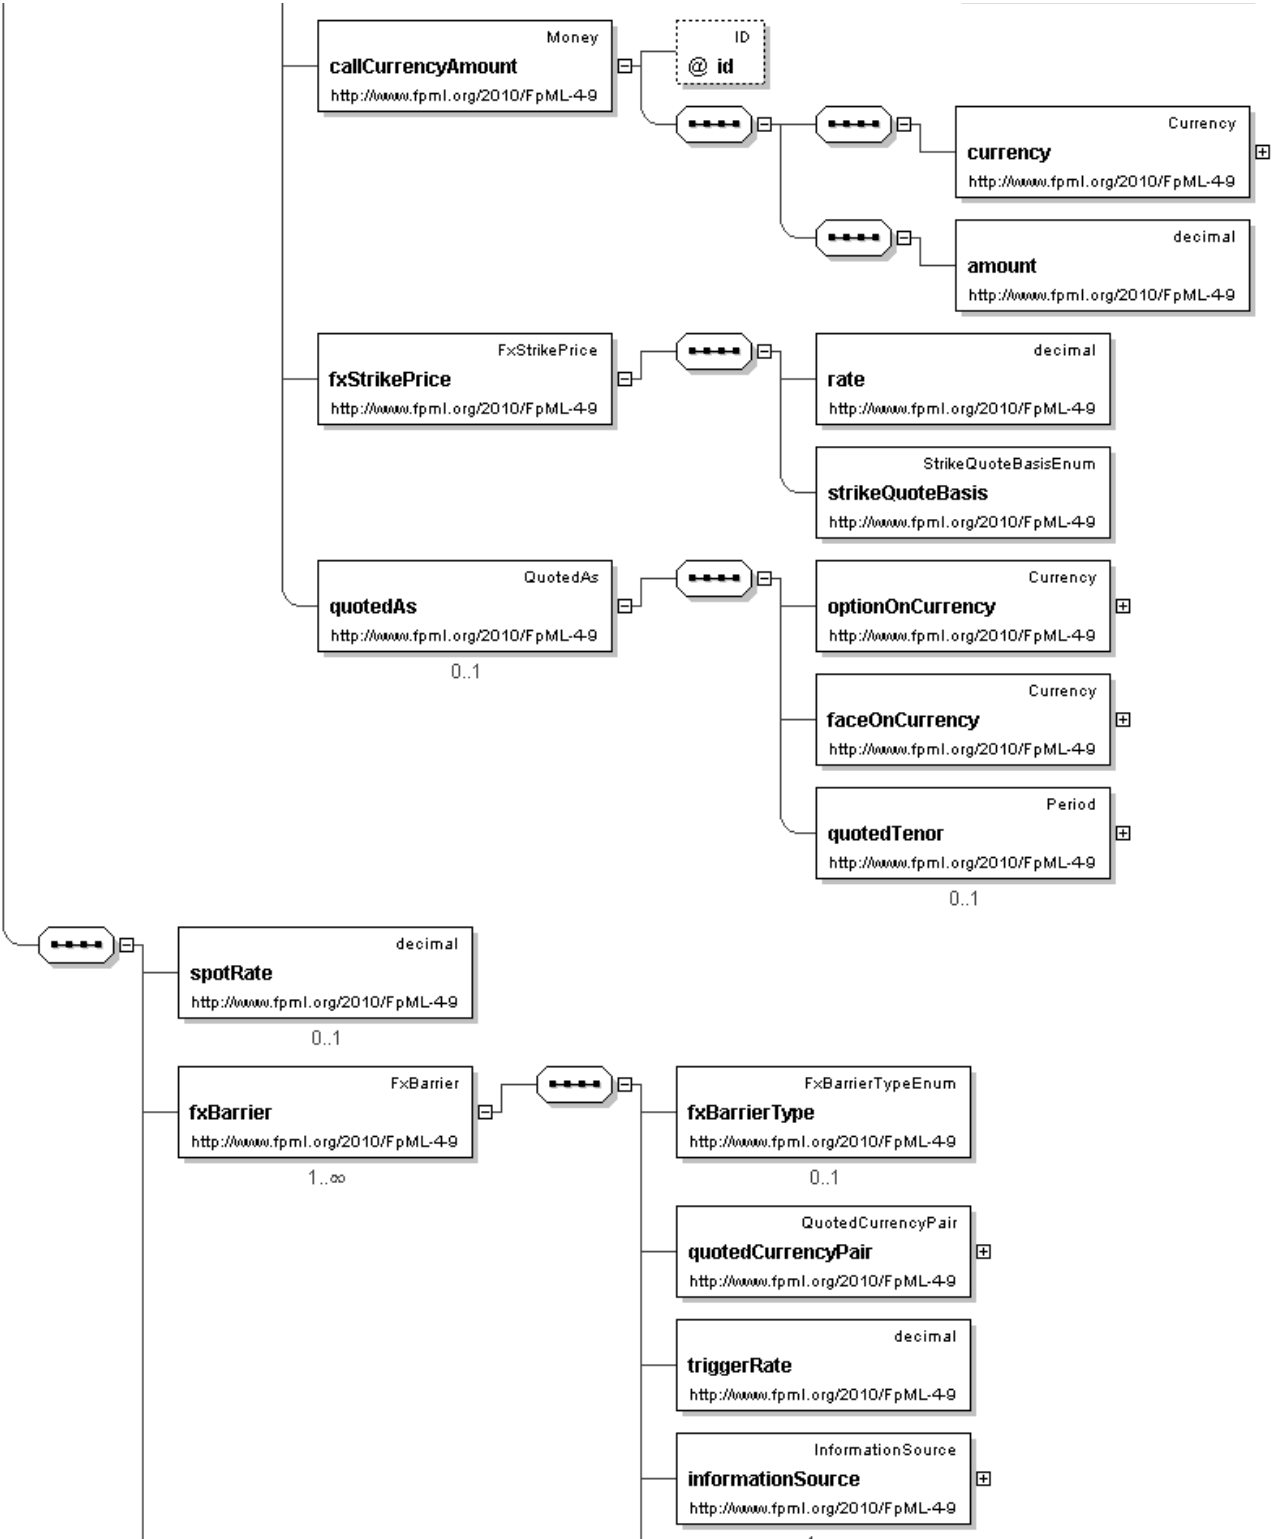 Money
callCurrencyAmount
http://www.fpml.org/2010/FpML-4-9
ID
@ id
Currency
currency
http://www.fpml.org/2010/FpML-4-9
decimal
amount
http://www.fpml.org/2010/FpML-4-9
FxStrikePrice
fxStrikePrice
http://www.fpml.org/2010/FpML-4-9
decimal
rate
http://www.fpml.org/2010/FpML-4-9
StrikeQuoteBasisEnum
strikeQuoteBasis
http://www.fpml.org/2010/FpML-4-9
QuotedAs
quotedAs
http://www.fpml.org/2010/FpML-4-9
0..1
Currency
optionOnCurrency
http://www.fpml.org/2010/FpML-4-9
Currency
faceOnCurrency
http://www.fpml.org/2010/FpML-4-9
Period
quotedTenor
http://www.fpml.org/2010/FpML-4-9
0..1
decimal
spotRate
http://www.fpml.org/2010/FpML-4-9
0..1
FxBarrier
fxBarrier
http://www.fpml.org/2010/FpML-4-9
1..∞
FxBarrierTypeEnum
fxBarrierType
http://www.fpml.org/2010/FpML-4-9
0..1
QuotedCurrencyPair
quotedCurrencyPair
http://www.fpml.org/2010/FpML-4-9
decimal
triggerRate
http://www.fpml.org/2010/FpML-4-9
InformationSource
informationSource
http://www.fpml.org/2010/FpML-4-9